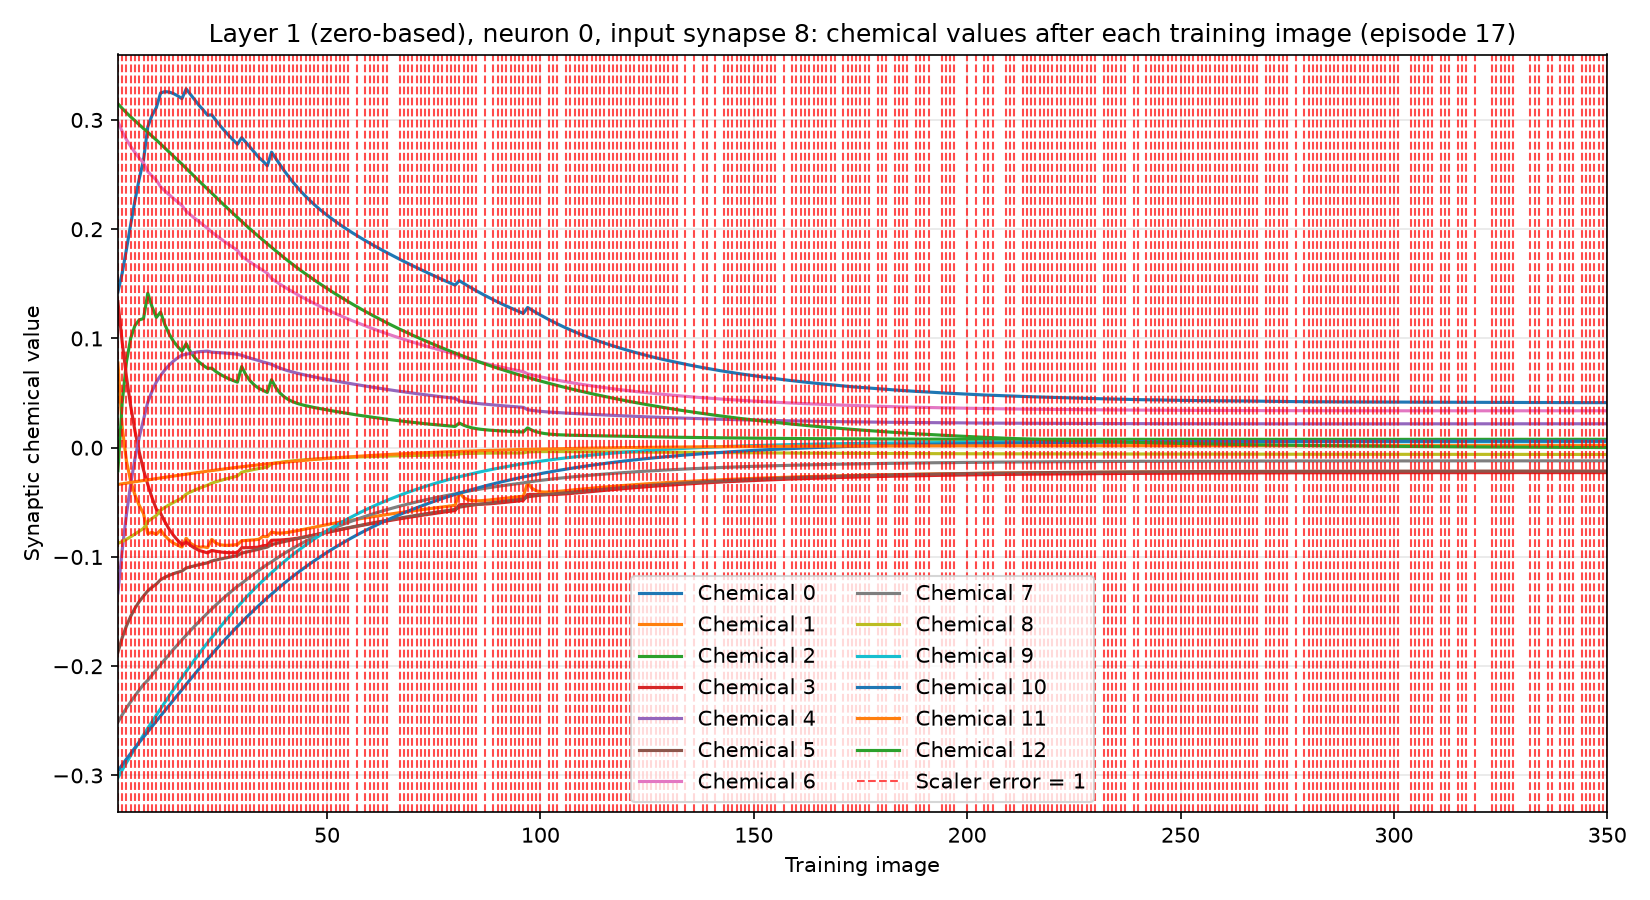 Layer 1 (zero-based), neuron 0, input synapse 8: chemical values after each training image (episode 17)
Synaptic chemical value
0.3
0.2
0.1
0.0
−0.1
−0.2
−0.3
Chemical 0
Chemical 1
Chemical 2
Chemical 3
Chemical 4
Chemical 5
Chemical 6
Chemical 7
Chemical 8
Chemical 9
Chemical 10
Chemical 11
Chemical 12
Scaler error = 1
50 100 150 200 250 300 350
Training image